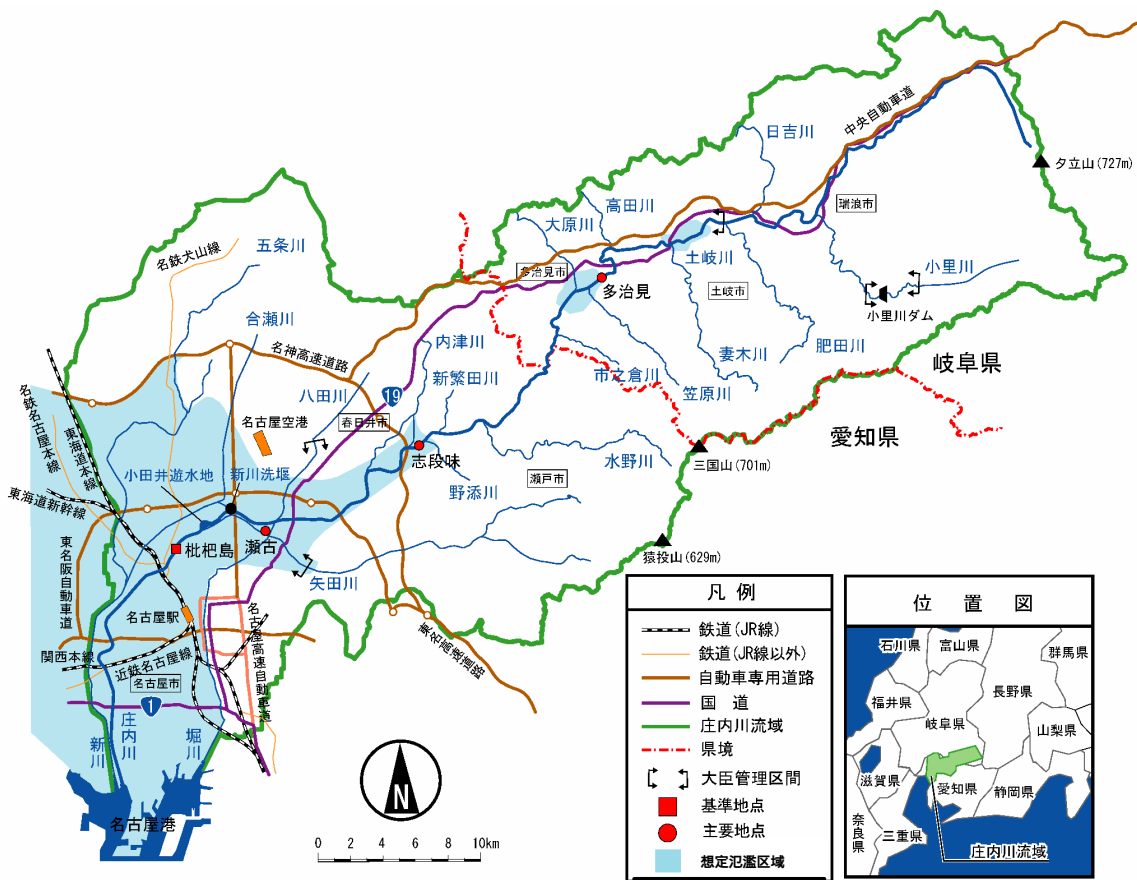 中央自動車道
日吉川
夕立山(727m)
高田川
大原川
瑞浪市
五条川
名鉄犬山線
土岐川
多治見市
小里川
多治見
土岐市
小里川ダム
合瀬川
名神高速道路
内津川
妻木川
肥田川
岐阜県
新繁田川
市之倉川
笠原川
八田川
19
春日井市
愛知県
名古屋空港
名鉄名古屋本線
東海道本線
志段味
三国山(701m)
小田井遊水地
新川洗堰
水野川
瀬戸市
野添川
東海道新幹線
枇杷島
瀬古
猿投山(629m)
東名阪自動車道
矢田川
名古屋駅
名古屋高速自動車道
東名高速道路
関西本線
近鉄名古屋線
名古屋市
1
新川
庄内川
堀川
名古屋港
N
0 2 4 6 8 10km
凡例
鉄道(JR線)
鉄道(JR線以外)
自動車専用道路
国道
庄内川流域
県境
大臣管理区間
基準地点
主要地点
想定氾濫区域
位置図
石川県
富山県
群馬県
福井県
長野県
岐阜県
山梨県
滋賀県
愛知県
静岡県
奈良県
三重県
庄内川流域